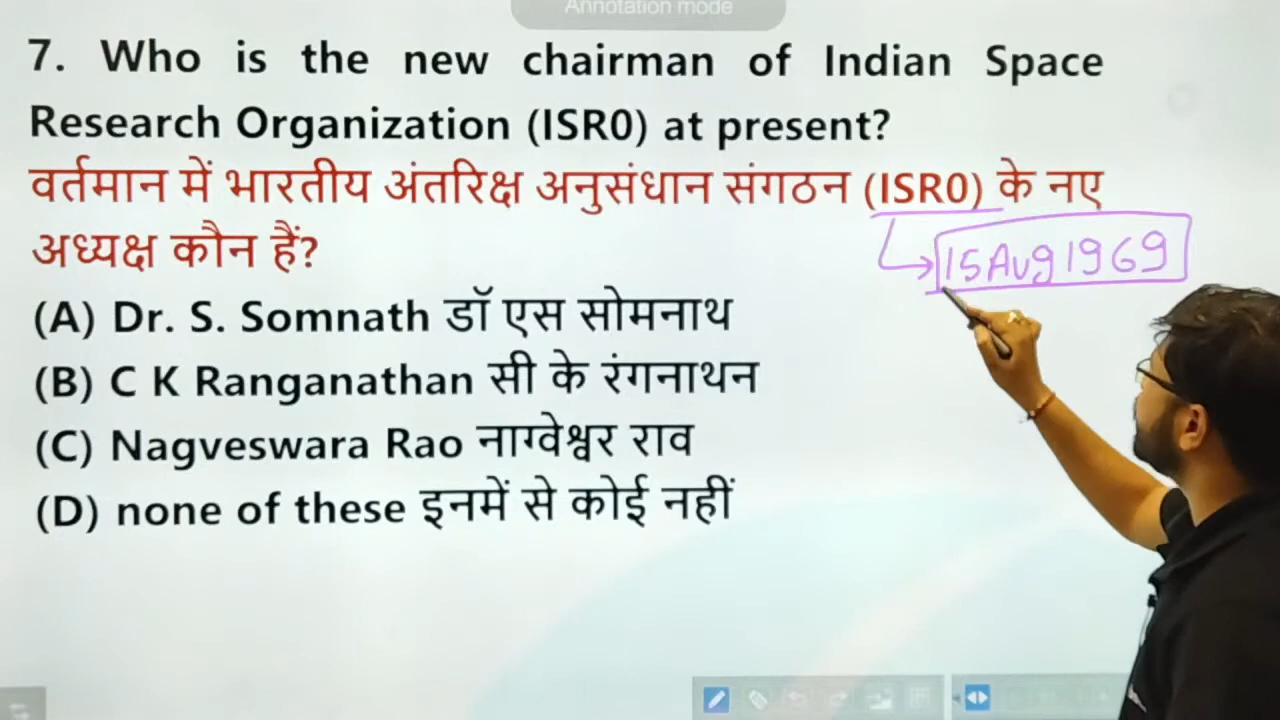 Annotation mode
7. Who is the new chairman of Indian Space
Research Organization (ISR0) at present?
वर्तमान में भारतीय अंतरिक्ष अनुसंधान संगठन (ISR0) के नए
अध्यक्ष कौन हैं?
15Aug1969
(A) Dr. S. Somnath डॉ एस सोमनाथ
(B) C K Ranganathan सी के रंगनाथन
(C) Nagveswara Rao नाग्वेश्वर राव
(D) none of these इनमें से कोई नहीं